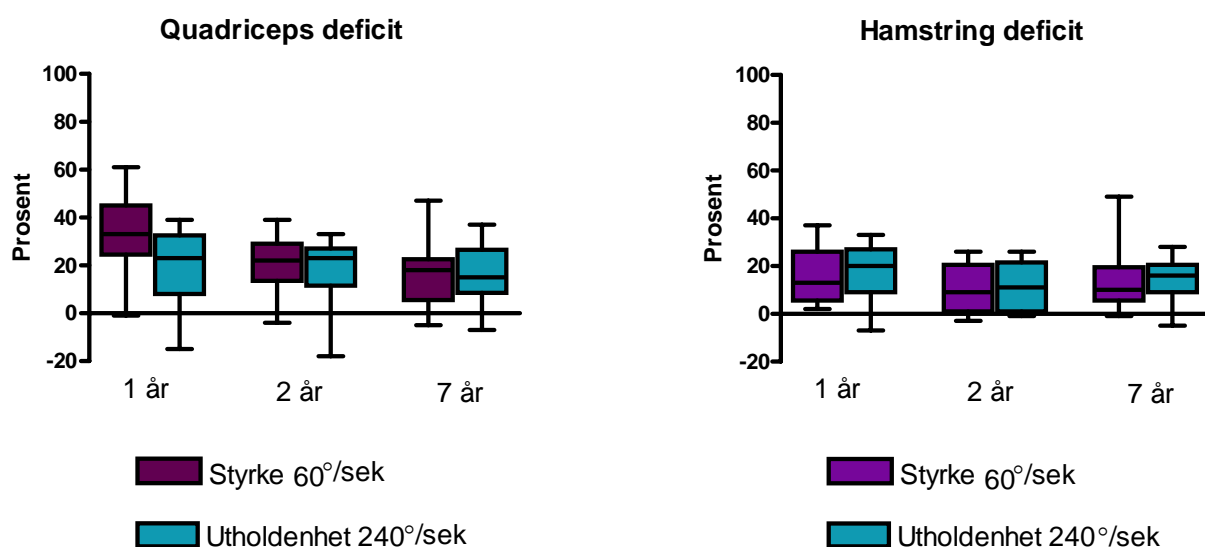 Quadriceps deficit
100
80
60
40
20
0
-20
Prosent
1 år
2 år
7 år
Styrke 60°/sek
Utholdenhet 240°/sek
Hamstring deficit
100
80
60
40
20
0
-20
Prosent
1 år
2 år
7 år
Styrke 60°/sek
Utholdenhet 240°/sek